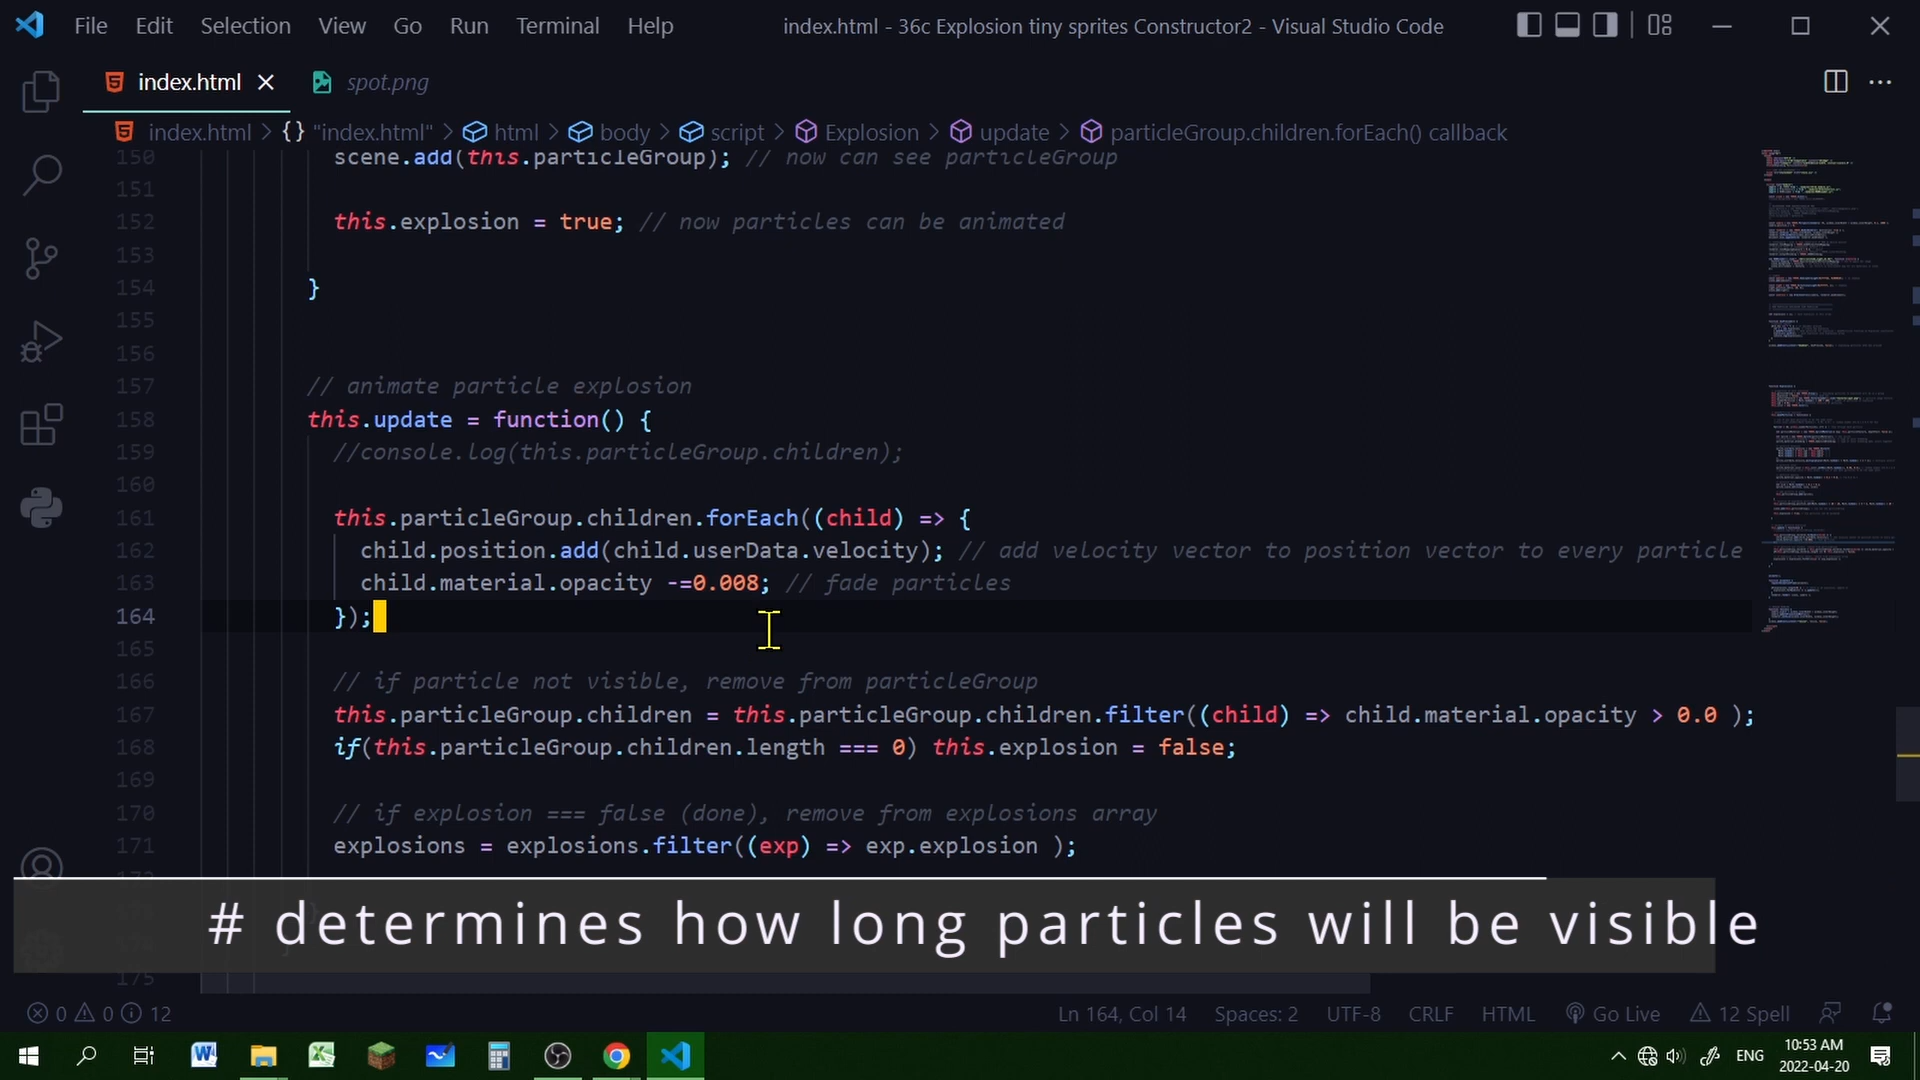 File Edit Selection View Go Run Terminal Help index.html - 36c Explosion tiny sprites Constructor2 - Visual Studio Code
index.html spot.png
index.html > {} "index.html" > html > body > script > Explosion > update > particleGroup.children.forEach() callback
150 scene.add(this.particleGroup); // now can see particleGroup
151
152 this.explosion = true; // now particles can be animated
153
154 }
155
156
157 // animate particle explosion
158 this.update = function() {
159 //console.log(this.particleGroup.children);
160
161 this.particleGroup.children.forEach((child) => {
162 child.position.add(child.userData.velocity); // add velocity vector to position vector to every particle
163 child.material.opacity -=0.008; // fade particles
164 });
165
166 // if particle not visible, remove from particleGroup
167 this.particleGroup.children = this.particleGroup.children.filter((child) => child.material.opacity > 0.0 );
168 if(this.particleGroup.children.length === 0) this.explosion = false;
169
170 // if explosion === false (done), remove from explosions array
171 explosions = explosions.filter((exp) => exp.explosion );
# determines how long particles will be visible
175
0 0 12 Ln 164, Col 14 Spaces: 2 UTF-8 CRLF HTML Go Live 12 Spell
ENG 10:53 AM
2022-04-20